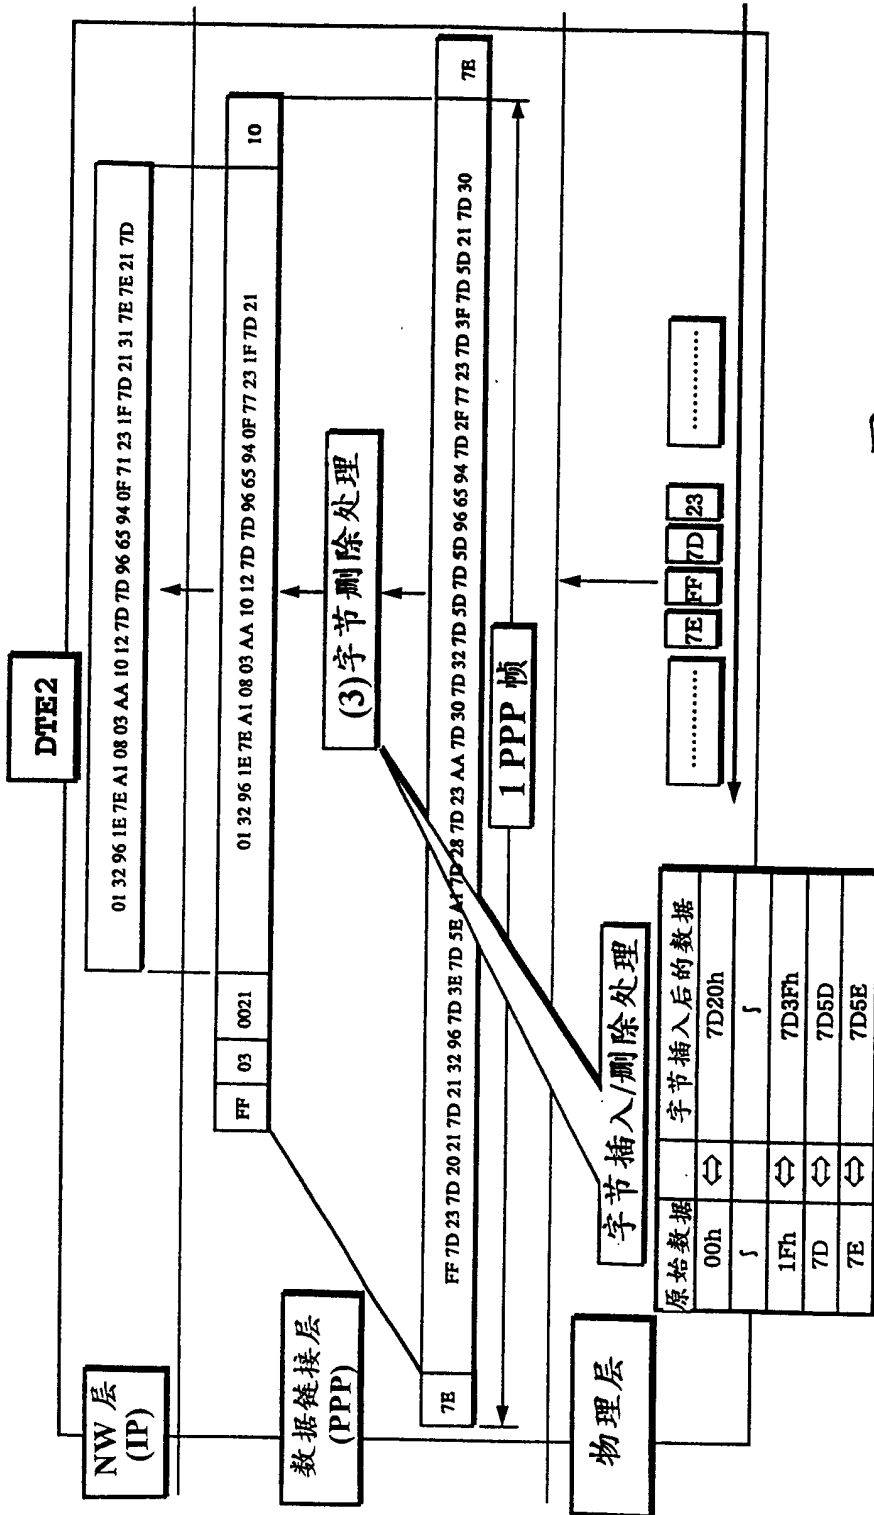 DTE2
NW 层
(IP)
01 32 96 1E 7E A1 08 03 AA 10 12 7D 7D 96 65 94 0F 71 23 1F 7D 21 31 7E 7E 21 7D
数据链接层
(PPP)
FF 03 0021 01 32 96 1E 7E A1 08 03 AA 10 12 7D 7D 96 65 94 0F 77 23 1F 7D 21 10
(3)字节删除处理
7E FF 7D 23 7D 20 21 7D 21 32 96 7D 3E 7D 5E A1 7D 28 7D 23 AA 7D 30 7D 32 7D 5D 7D 5D 96 65 94 7D 2F 77 23 7D 3F 7D 5D 21 7D 30 7E
1 PPP 帧
物理层
字节插入/删除处理
............ 7E FF 7D 23 ............
原始数据 字节插入后的数据
00h ⇔ 7D20h
∫ ∫
1Fh ⇔ 7D3Fh
7D ⇔ 7D5D
7E ⇔ 7D5E